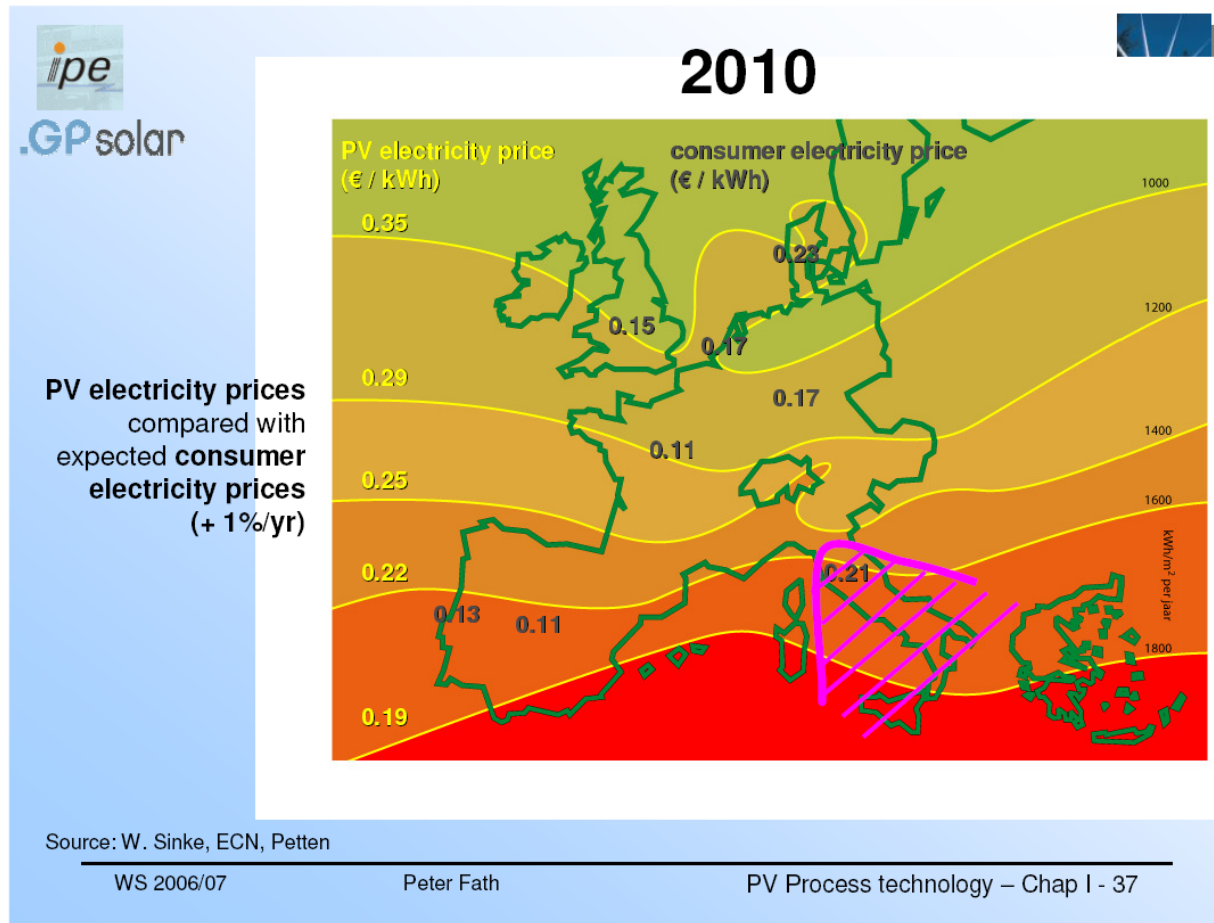 ipe
.GP solar
2010
PV electricity price
(€ / kWh)
consumer electricity price
(€ / kWh)
1000
0.35
0.23
1200
0.15
0.17
0.29
0.17
PV electricity prices
compared with
expected consumer
electricity prices
(+ 1%/yr)
1400
0.11
0.25
1600
kWh/m² per jaar
0.22
0.21
0.13
0.11
1800
0.19
Source: W. Sinke, ECN, Petten
WS 2006/07
Peter Fath
PV Process technology – Chap I - 37